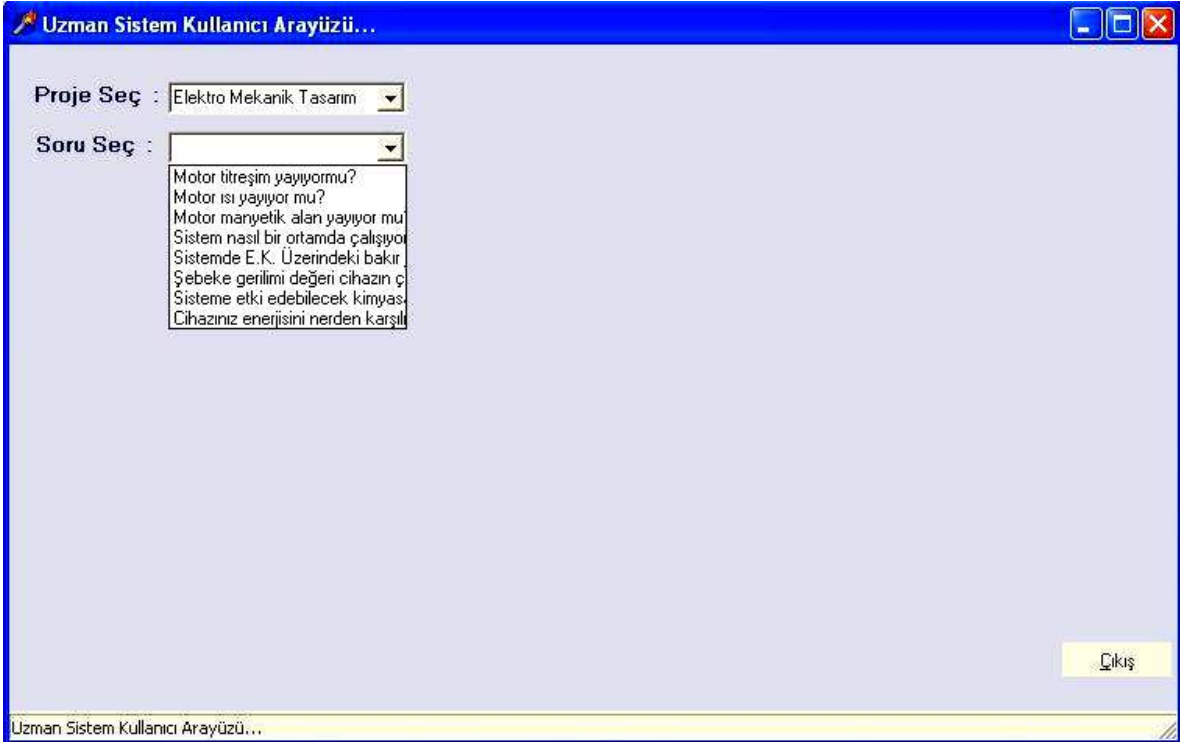 Uzman Sistem Kullanıcı Arayüzü...
Proje Seç : Elektro Mekanik Tasarım
Soru Seç :
Motor titreşim yayıyormu?
Motor ısı yayıyor mu?
Motor manyetik alan yayıyor mu
Sistem nasıl bir ortamda çalışıyor
Sistemde E.K. Üzerindeki bakır
Şebeke gerilimi değeri cihazın ç
Sisteme etki edebilecek kimyasa
Cihazınız enerjisini nerden karşılı
Çıkış
Uzman Sistem Kullanıcı Arayüzü...